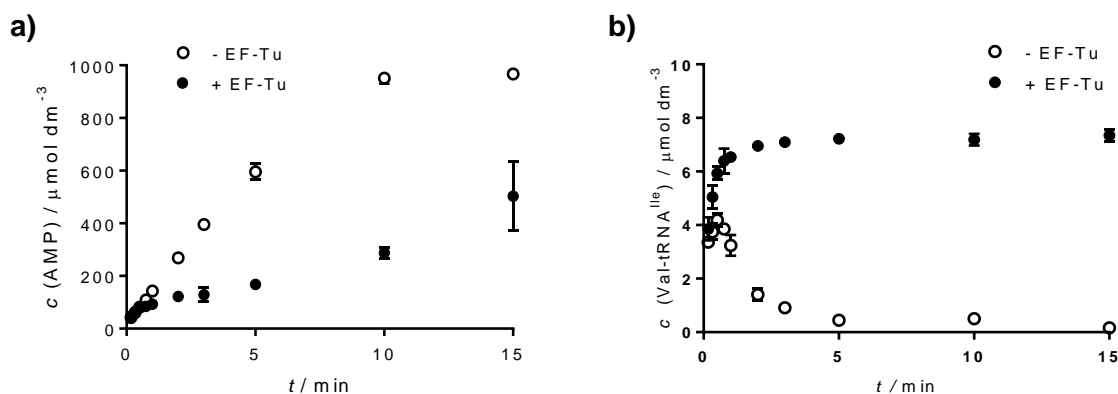 a)
- EF-Tu
+ EF-Tu
c (AMP) / μmol dm⁻³
1000
800
600
400
200
0
0 5 10 15
t / min
b)
- EF-Tu
+ EF-Tu
c (Val-tRNAᴵˡᵉ) / μmol dm⁻³
10
8
6
4
2
0
0 5 10 15
t / min